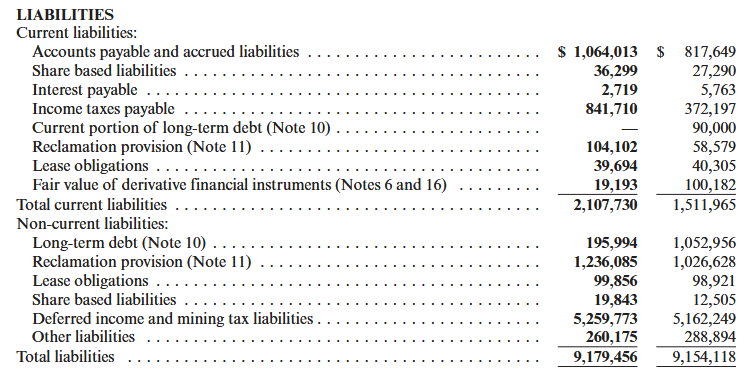 LIABILITIES
Current liabilities:
Accounts payable and accrued liabilities . . . . . . . . . . . . . . . . . . . . . . . . . $ 1,064,013 $ 817,649
Share based liabilities . . . . . . . . . . . . . . . . . . . . . . . . . . . . . . . . . . . . . 36,299 27,290
Interest payable . . . . . . . . . . . . . . . . . . . . . . . . . . . . . . . . . . . . . . . . . 2,719 5,763
Income taxes payable . . . . . . . . . . . . . . . . . . . . . . . . . . . . . . . . . . . . . 841,710 372,197
Current portion of long-term debt (Note 10) . . . . . . . . . . . . . . . . . . . . . . — 90,000
Reclamation provision (Note 11) . . . . . . . . . . . . . . . . . . . . . . . . . . . . . . 104,102 58,579
Lease obligations . . . . . . . . . . . . . . . . . . . . . . . . . . . . . . . . . . . . . . . . 39,694 40,305
Fair value of derivative financial instruments (Notes 6 and 16) . . . . . . . . . 19,193 100,182
Total current liabilities . . . . . . . . . . . . . . . . . . . . . . . . . . . . . . . . . . . . . 2,107,730 1,511,965
Non-current liabilities:
Long-term debt (Note 10) . . . . . . . . . . . . . . . . . . . . . . . . . . . . . . . . . . . 195,994 1,052,956
Reclamation provision (Note 11) . . . . . . . . . . . . . . . . . . . . . . . . . . . . . . 1,236,085 1,026,628
Lease obligations . . . . . . . . . . . . . . . . . . . . . . . . . . . . . . . . . . . . . . . . 99,856 98,921
Share based liabilities . . . . . . . . . . . . . . . . . . . . . . . . . . . . . . . . . . . . . 19,843 12,505
Deferred income and mining tax liabilities . . . . . . . . . . . . . . . . . . . . . . . . 5,259,773 5,162,249
Other liabilities . . . . . . . . . . . . . . . . . . . . . . . . . . . . . . . . . . . . . . . . . 260,175 288,894
Total liabilities . . . . . . . . . . . . . . . . . . . . . . . . . . . . . . . . . . . . . . . . . . 9,179,456 9,154,118